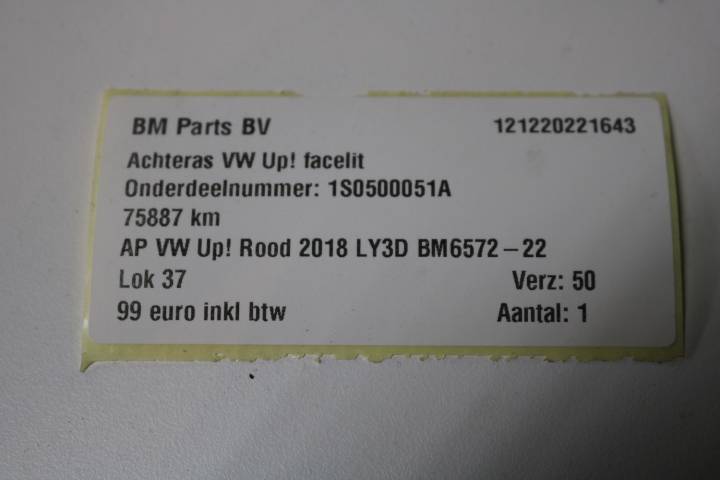 BM Parts BV 121220221643
Achteras VW Up! facelit
Onderdeelnummer: 1S0500051A
75887 km
AP VW Up! Rood 2018 LY3D BM6572-22
Lok 37 Verz: 50
99 euro inkl btw Aantal: 1